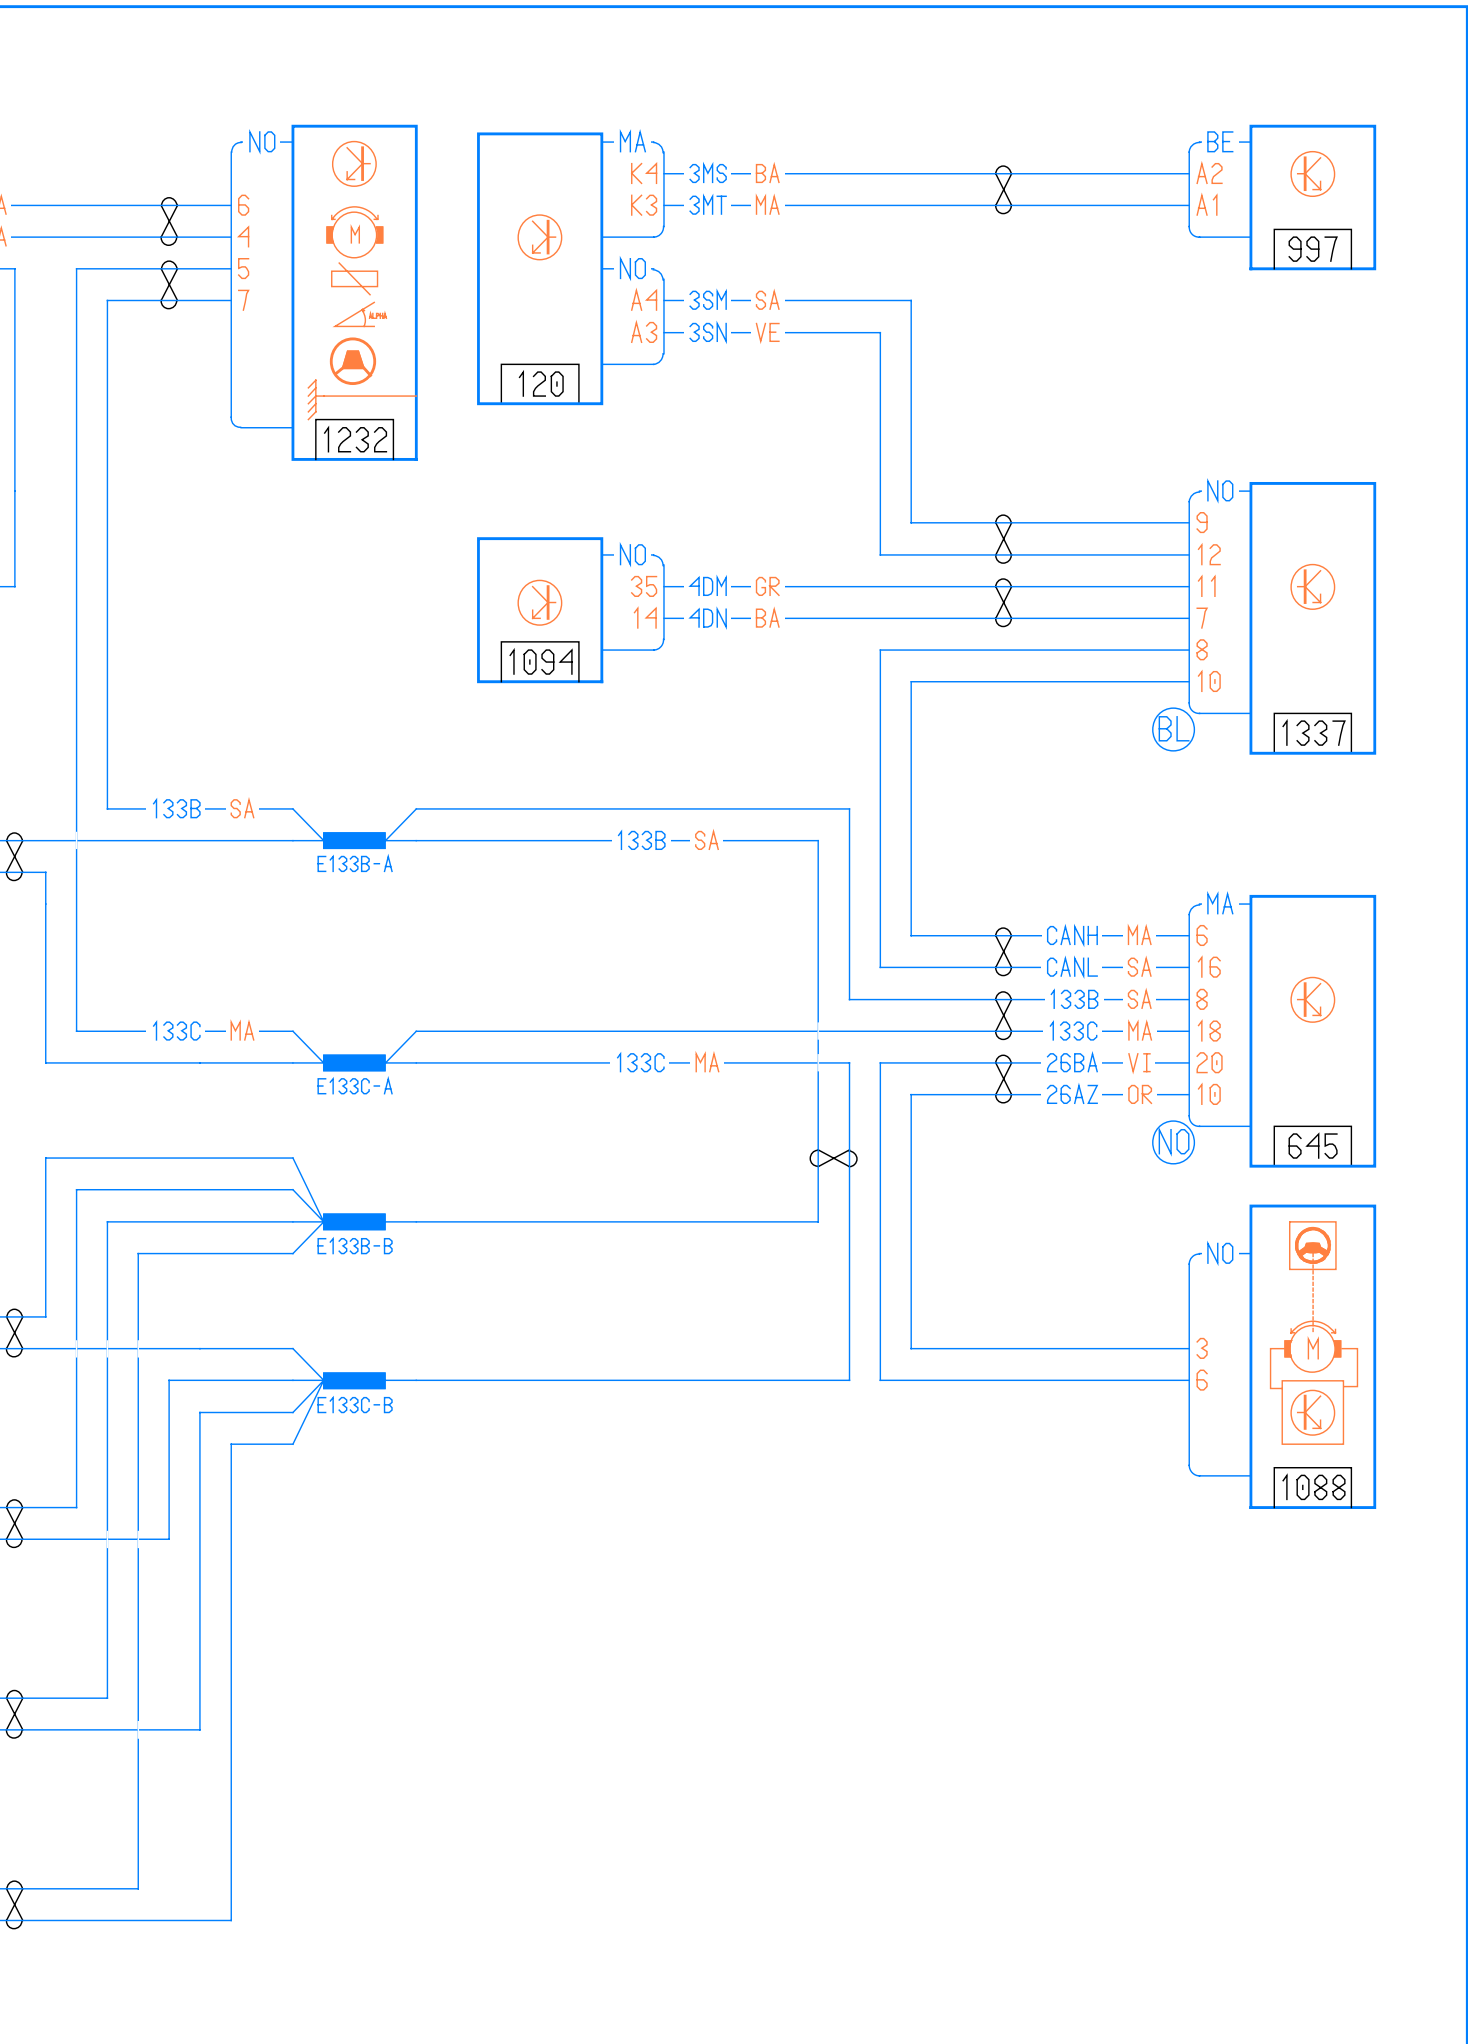 NO
6
4
5
7
M
ALPHA
1232
MA
K4 3MS BA
K3 3MT MA
NO
A4 3SM SA
A3 3SN VE
120
BE
A2
A1
997
NO
35 4DM GR
14 4DN BA
1094
NO
9
12
11
7
8
10
BL
1337
133B SA
E133B-A
133B SA
133C MA
E133C-A
133C MA
MA
CANH MA 6
CANL SA 16
133B SA 8
133C MA 18
26BA VI 20
26AZ OR 10
NO
645
E133B-B
E133C-B
NO
3
6
M
1088